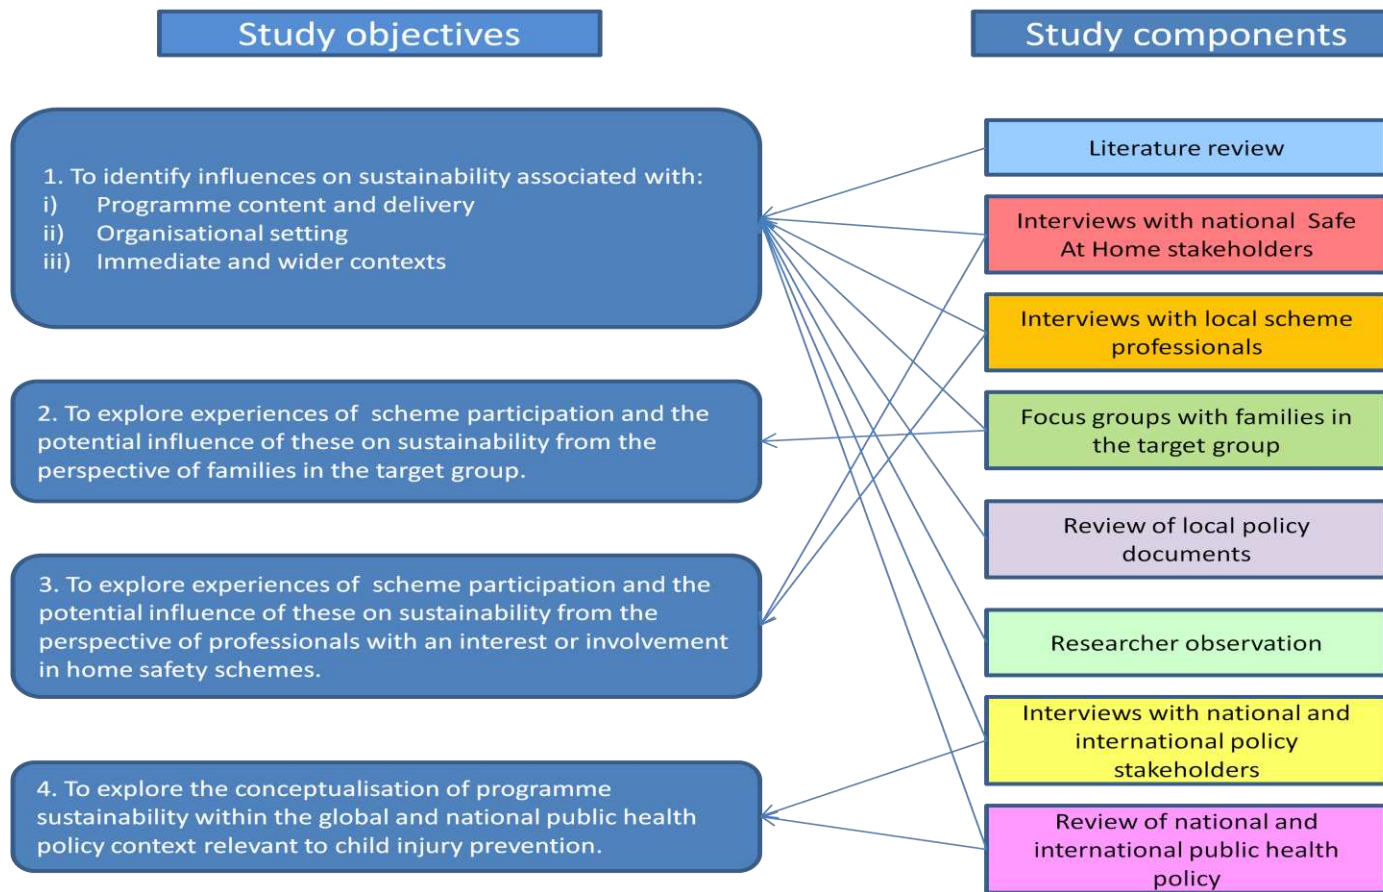 Study objectives
Study components
1. To identify influences on sustainability associated with:
i) Programme content and delivery
ii) Organisational setting
iii) Immediate and wider contexts
2. To explore experiences of scheme participation and the
potential influence of these on sustainability from the
perspective of families in the target group.
3. To explore experiences of scheme participation and the
potential influence of these on sustainability from the
perspective of professionals with an interest or involvement
in home safety schemes.
4. To explore the conceptualisation of programme
sustainability within the global and national public health
policy context relevant to child injury prevention.
Literature review
Interviews with national Safe
At Home stakeholders
Interviews with local scheme
professionals
Focus groups with families in
the target group
Review of local policy
documents
Researcher observation
Interviews with national and
international policy
stakeholders
Review of national and
international public health
policy